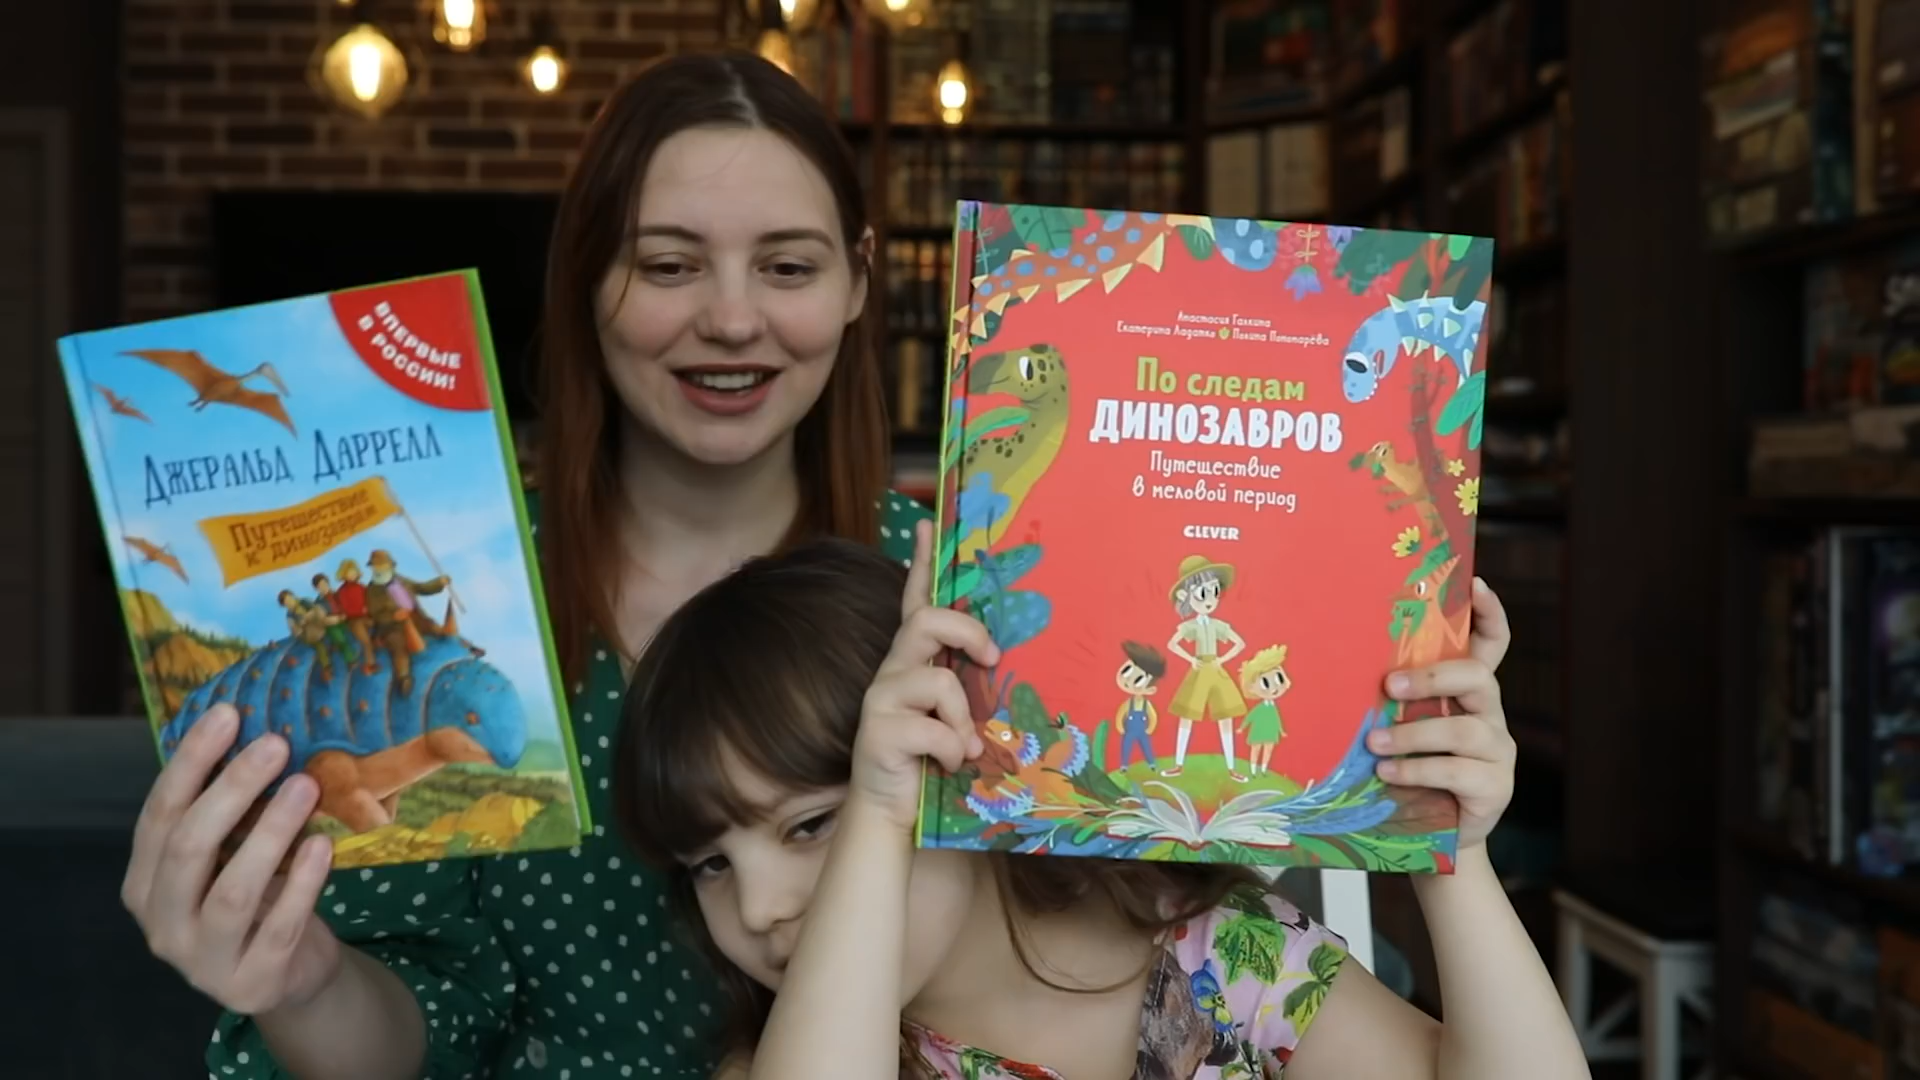 ВПЕРВЫЕ
В РОССИИ!
ДЖЕРАЛЬД ДАРРЕЛЛ
Путешествие
к динозаврам
Анастасия Галкина
Екатерина Ладатко Полина Пономарёва
По следам
ДИНОЗАВРОВ
Путешествие
в меловой период
CLEVER